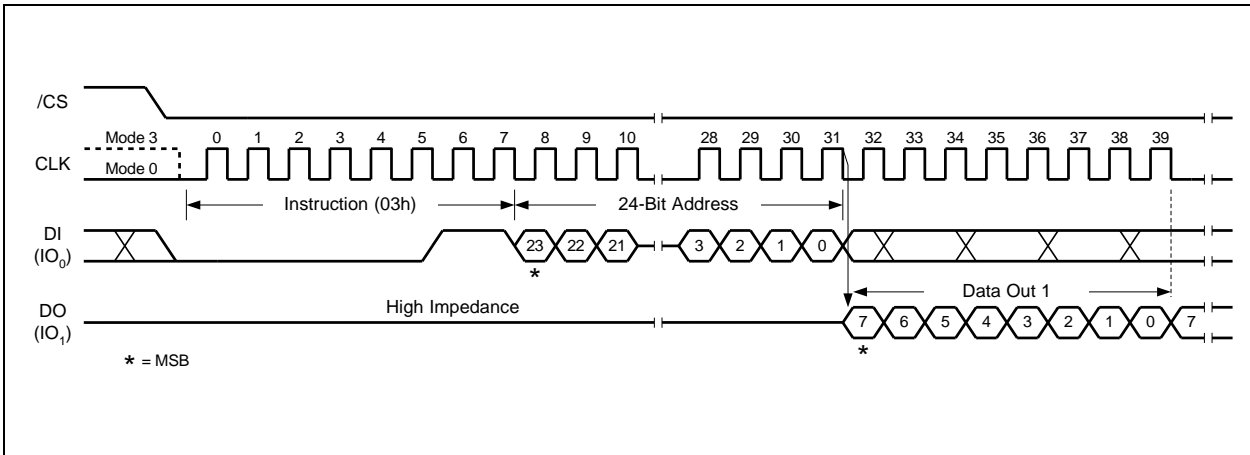 /CS
Mode 3 0 1 2 3 4 5 6 7 8 9 10 28 29 30 31 32 33 34 35 36 37 38 39
CLK
Mode 0
Instruction (03h) 24-Bit Address
DI
(IO0)
23 22 21 3 2 1 0
*
High Impedance Data Out 1
DO
(IO1)
7 6 5 4 3 2 1 0 7
*
* = MSB